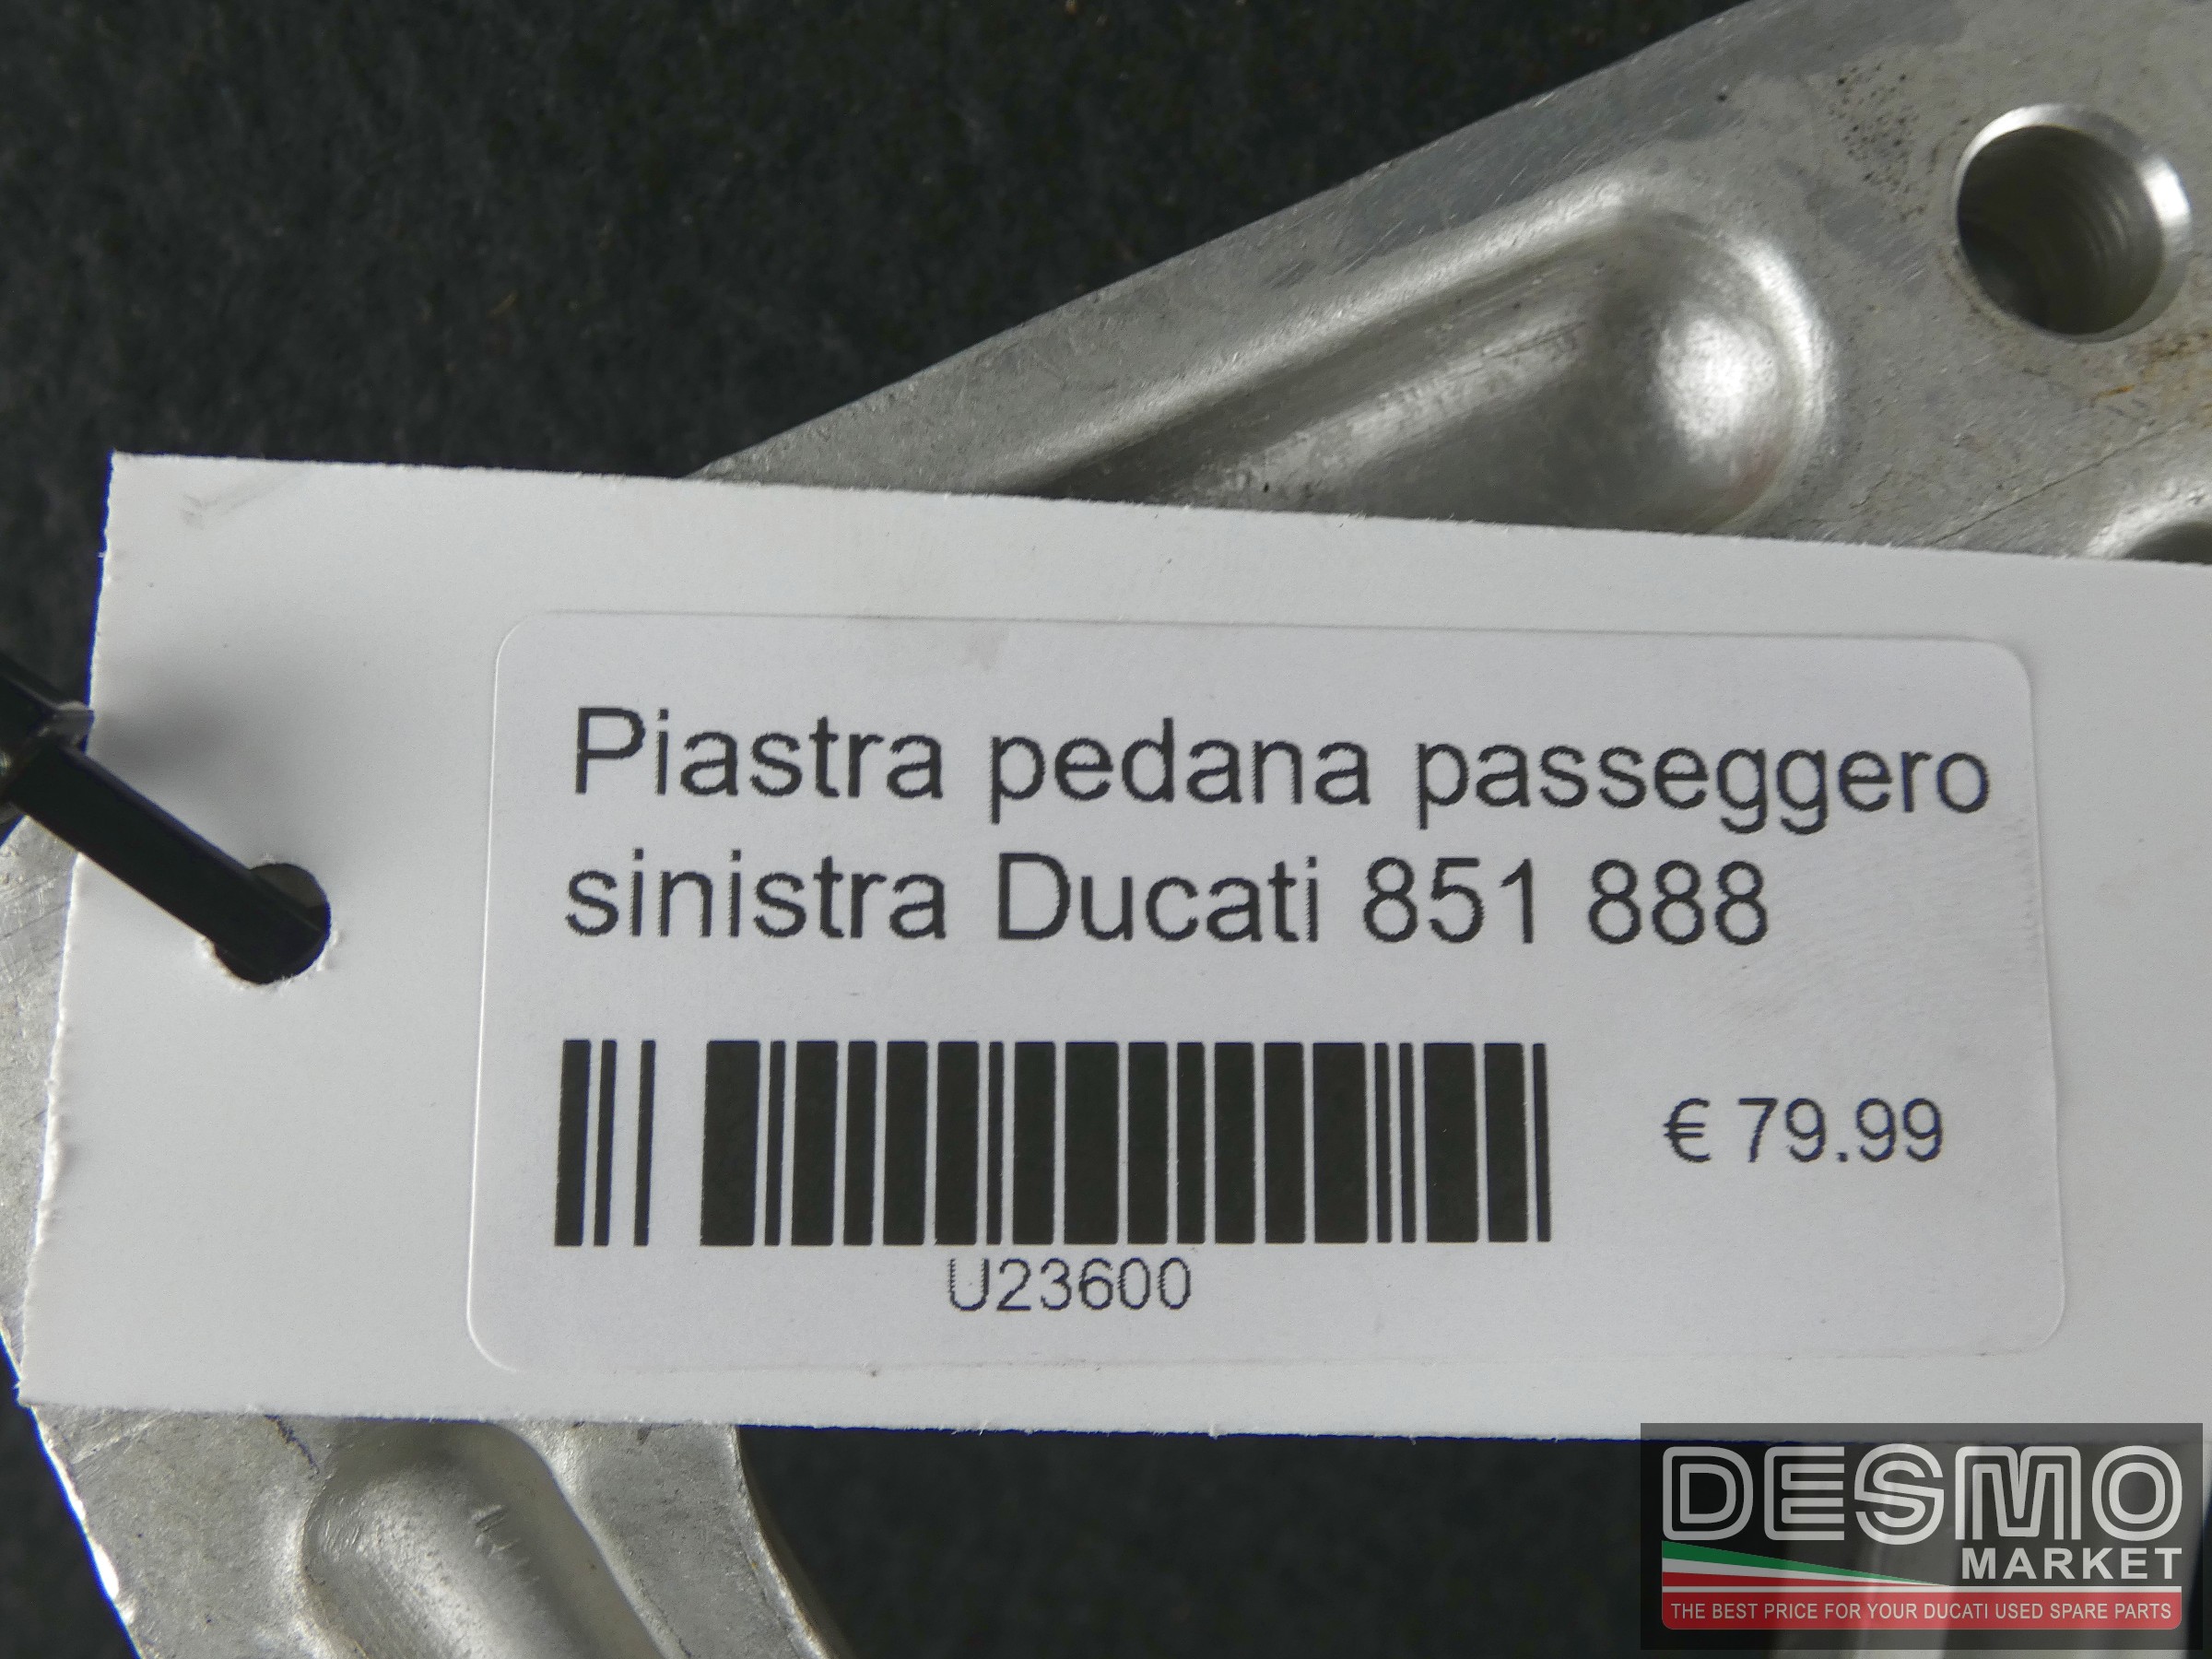 Piastra pedana passeggero
sinistra Ducati 851 888
€ 79.99
U23600
DESMO
MARKET
THE BEST PRICE FOR YOUR DUCATI USED SPARE PARTS